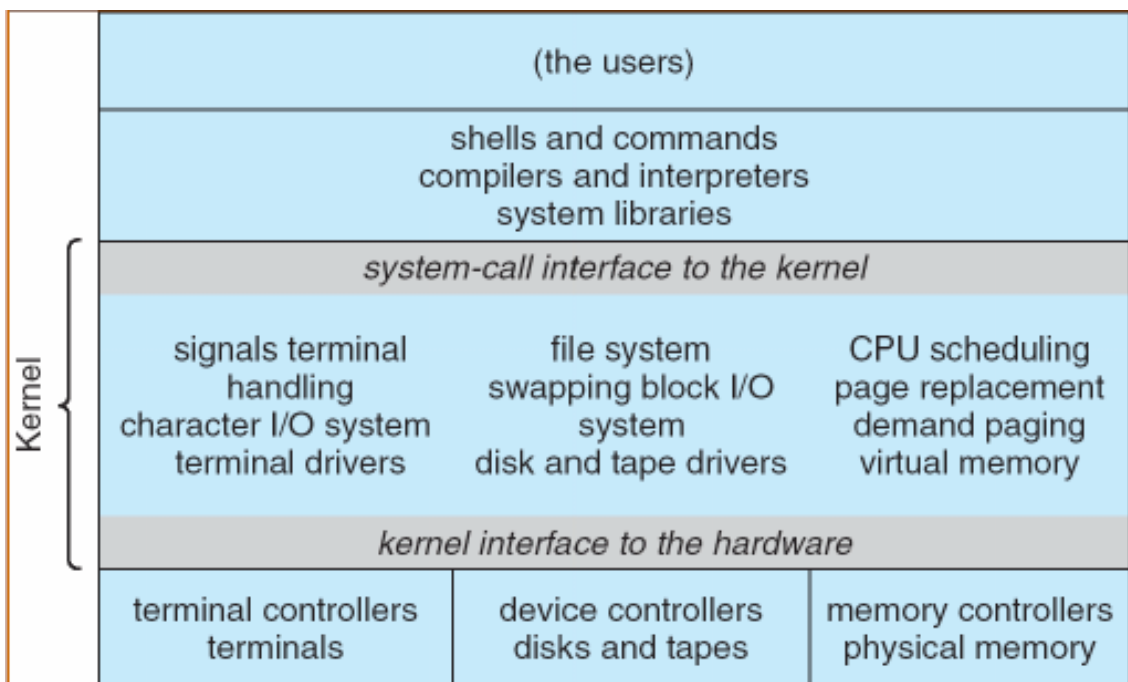 (the users)
shells and commands
compilers and interpreters
system libraries
Kernel
system-call interface to the kernel
signals terminal
handling
character I/O system
terminal drivers
file system
swapping block I/O
system
disk and tape drivers
CPU scheduling
page replacement
demand paging
virtual memory
kernel interface to the hardware
terminal controllers
terminals
device controllers
disks and tapes
memory controllers
physical memory